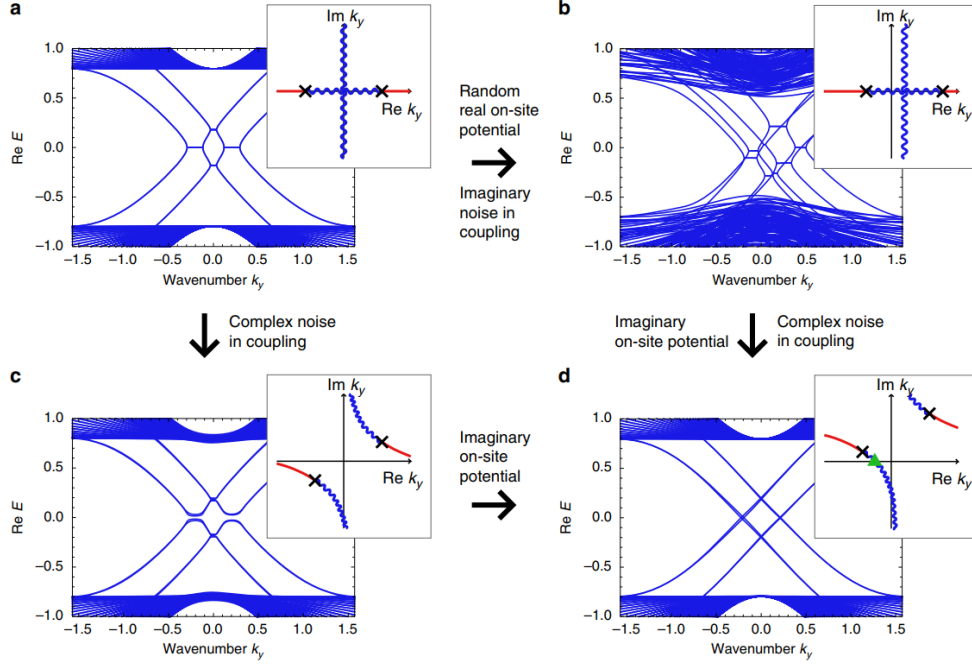 a
Im ky
Re ky
1.0
0.5
0.0
−0.5
−1.0
Re E
−1.5 −1.0 −0.5 0.0 0.5 1.0 1.5
Wavenumber ky
Random
real on-site
potential
Imaginary
noise in
coupling
b
Im ky
Re ky
1.0
0.5
0.0
−0.5
−1.0
Re E
−1.5 −1.0 −0.5 0.0 0.5 1.0 1.5
Wavenumber ky
Complex noise
in coupling
Imaginary
on-site potential
Complex noise
in coupling
c
Im ky
Re ky
1.0
0.5
0.0
−0.5
−1.0
Re E
−1.5 −1.0 −0.5 0.0 0.5 1.0 1.5
Wavenumber ky
Imaginary
on-site
potential
d
Im ky
Re ky
1.0
0.5
0.0
−0.5
−1.0
Re E
−1.5 −1.0 −0.5 0.0 0.5 1.0 1.5
Wavenumber ky